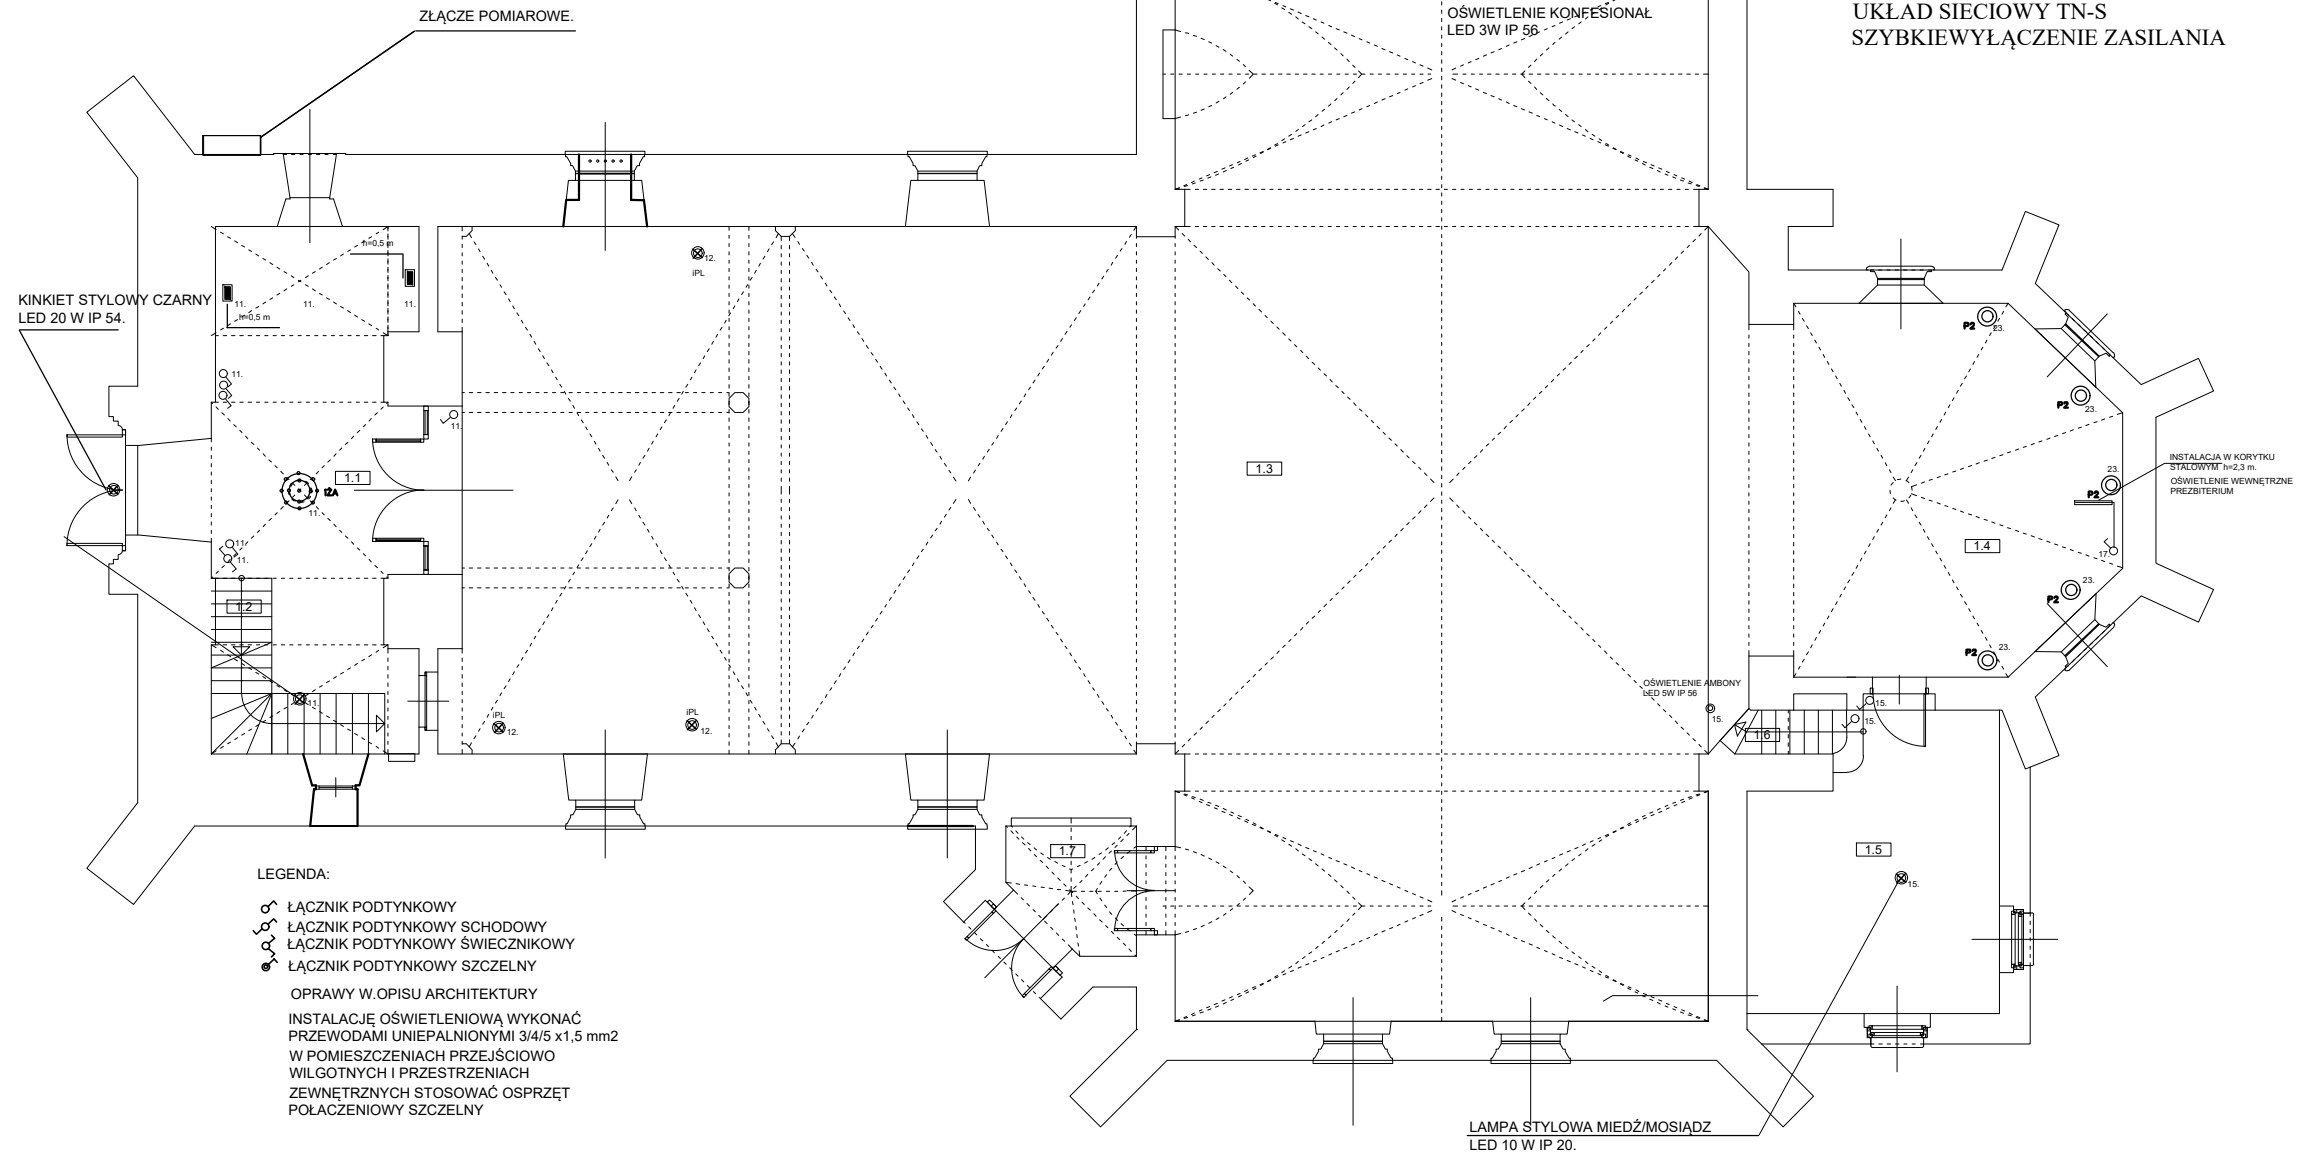 ZŁĄCZE POMIAROWE.
OŚWIETLENIE KONFESIONAŁ
LED 3W IP 56
UKŁAD SIECIOWY TN-S
SZYBKIEWYŁĄCZENIE ZASILANIA
h=0,5 m
12.
iPL
11.
11.
11.
h=0,5 m
KINKIET STYLOWY CZARNY
LED 20 W IP 54.
P2
23.
11.
P2
23.
11.
1.3
1.1
1ŻA
11.
INSTALACJA W KORYTKU
STALOWYM h=2,3 m.
OŚWIETLENIE WEWNĘTRZNE
PREZBITERIUM
23.
P2
11.
11.
1.4
17.
23.
P2
1.2
P2
23.
OŚWIETLENIE AMBONY
LED 5W IP 56
11.
iPL
12.
iPL
12.
15.
15.
15.
1.6
1.7
1.5
15.
LEGENDA:
ŁĄCZNIK PODTYNKOWY
ŁĄCZNIK PODTYNKOWY SCHODOWY
ŁĄCZNIK PODTYNKOWY ŚWIECZNIKOWY
ŁĄCZNIK PODTYNKOWY SZCZELNY
OPRAWY W.OPISU ARCHITEKTURY
INSTALACJĘ OŚWIETLENIOWĄ WYKONAĆ
PRZEWODAMI UNIEPALNIONYMI 3/4/5 x1,5 mm2
W POMIESZCZENIACH PRZEJŚCIOWO
WILGOTNYCH I PRZESTRZENIACH
ZEWNĘTRZNYCH STOSOWAĆ OSPRZĘT
POŁACZENIOWY SZCZELNY
LAMPA STYLOWA MIEDŹ/MOSIĄDZ
LED 10 W IP 20.